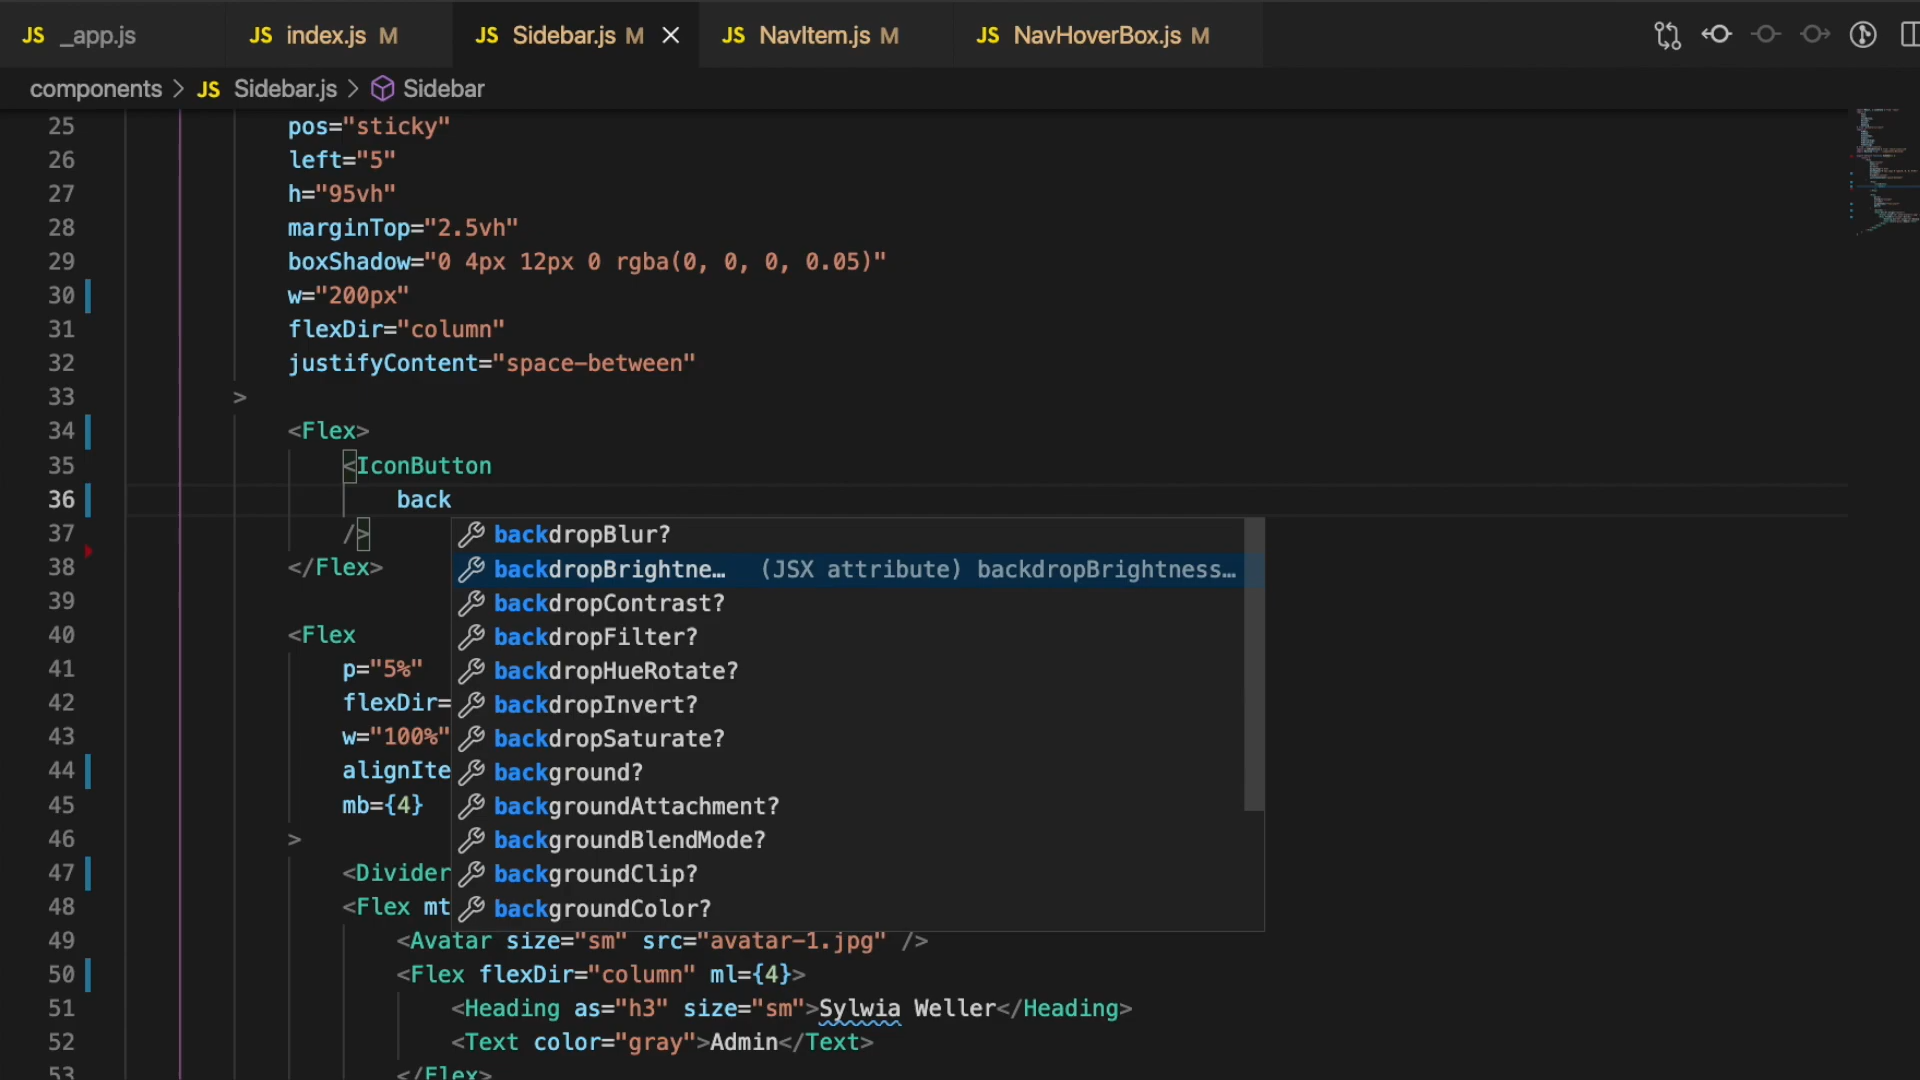 JS _app.js JS index.js M JS Sidebar.js M JS NavItem.js M JS NavHoverBox.js M
components > JS Sidebar.js > Sidebar
25 pos="sticky"
26 left="5"
27 h="95vh"
28 marginTop="2.5vh"
29 boxShadow="0 4px 12px 0 rgba(0, 0, 0, 0.05)"
30 w="200px"
31 flexDir="column"
32 justifyContent="space-between"
33 >
34 <Flex>
35 <IconButton
36 back
37 />
38 </Flex>
39
40 <Flex
41 p="5%"
42 flexDir=
43 w="100%"
44 alignIte
45 mb={4}
46 >
47 <Divider
48 <Flex mt
49 <Avatar size="sm" src="avatar-1.jpg" />
50 <Flex flexDir="column" ml={4}>
51 <Heading as="h3" size="sm">Sylwia Weller</Heading>
52 <Text color="gray">Admin</Text>
53 </Flex>
backdropBlur?
backdropBrightne… (JSX attribute) backdropBrightness…
backdropContrast?
backdropFilter?
backdropHueRotate?
backdropInvert?
backdropSaturate?
background?
backgroundAttachment?
backgroundBlendMode?
backgroundClip?
backgroundColor?